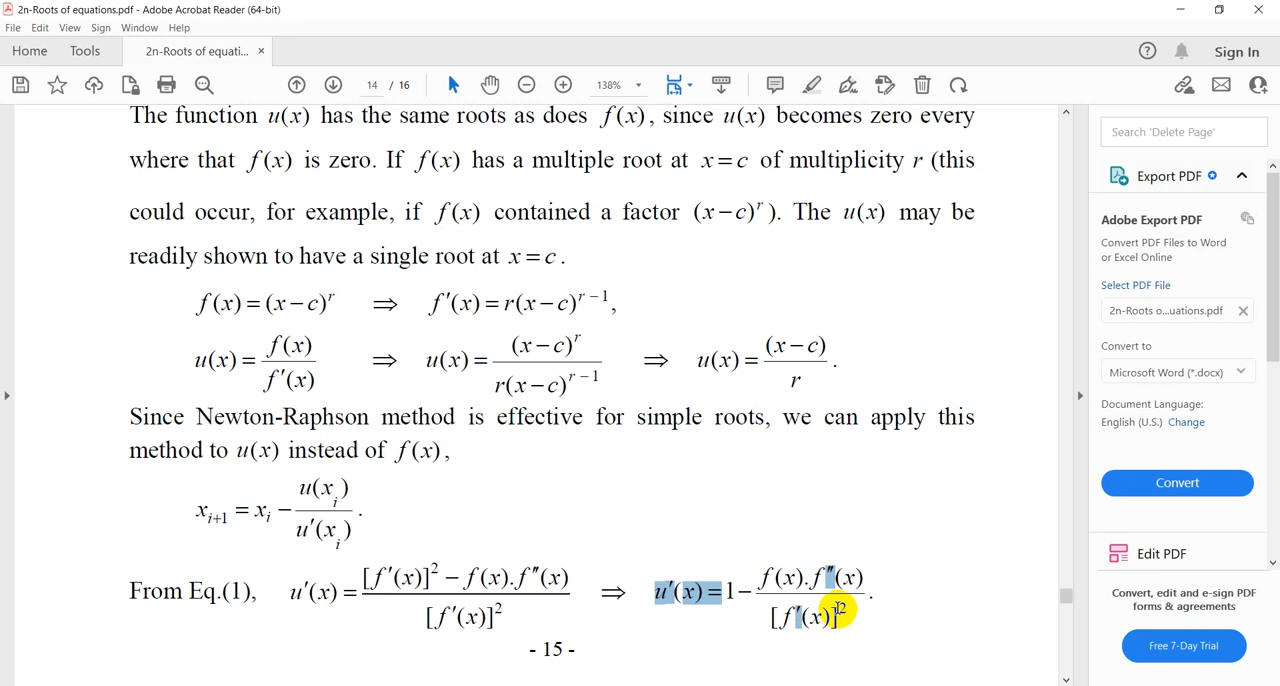 2n-Roots of equations.pdf - Adobe Acrobat Reader (64-bit)
File Edit View Sign Window Help
Home Tools 2n-Roots of equati... × Sign In
14 / 16 138%
The function u(x) has the same roots as does f(x), since u(x) becomes zero every
where that f(x) is zero. If f(x) has a multiple root at x=c of multiplicity r (this
could occur, for example, if f(x) contained a factor (x−c)^r). The u(x) may be
readily shown to have a single root at x=c.
f(x)=(x−c)^r ⇒ f′(x)=r(x−c)^{r−1},
u(x)=f(x)/f′(x) ⇒ u(x)=(x−c)^r/r(x−c)^{r−1} ⇒ u(x)=(x−c)/r.
Since Newton-Raphson method is effective for simple roots, we can apply this
method to u(x) instead of f(x),
x_{i+1}=x_i−u(x_i)/u′(x_i).
From Eq.(1), u′(x)=[f′(x)]²−f(x).f″(x)/[f′(x)]² ⇒ u′(x)=1−f(x).f″(x)/[f′(x)]².
- 15 -
Search 'Delete Page'
Export PDF
Adobe Export PDF
Convert PDF Files to Word
or Excel Online
Select PDF File
2n-Roots o...uations.pdf
Convert to
Microsoft Word (*.docx)
Document Language:
English (U.S.) Change
Convert
Edit PDF
Convert, edit and e-sign PDF
forms & agreements
Free 7-Day Trial